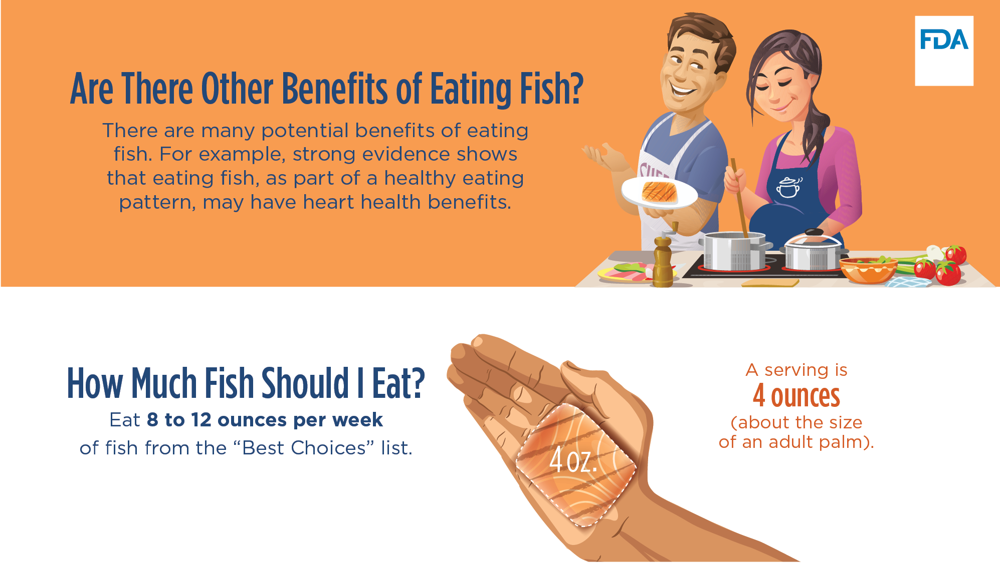 FDA
Are There Other Benefits of Eating Fish?
There are many potential benefits of eating
fish. For example, strong evidence shows
that eating fish, as part of a healthy eating
pattern, may have heart health benefits.
How Much Fish Should I Eat?
Eat 8 to 12 ounces per week
of fish from the “Best Choices” list.
4 oz.
A serving is
4 ounces
(about the size
of an adult palm).